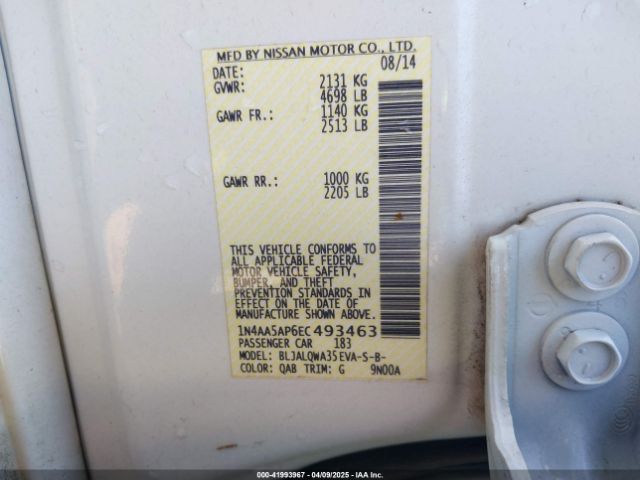 MFD BY NISSAN MOTOR CO., LTD.
DATE: 08/14
GVWR: 2131 KG
4698 LB
GAWR FR.: 1140 KG
2513 LB
GAWR RR.: 1000 KG
2205 LB
THIS VEHICLE CONFORMS TO
ALL APPLICABLE FEDERAL
MOTOR VEHICLE SAFETY,
BUMPER, AND THEFT
PREVENTION STANDARDS IN
EFFECT ON THE DATE OF
MANUFACTURE SHOWN ABOVE.
1N4AA5AP6EC493463
PASSENGER CAR 183
MODEL: BLJALQWA35EVA-S-B-
COLOR: QAB TRIM: G 9N00A
Owner: 41993967 | 04/09/2025 | IAA Inc.